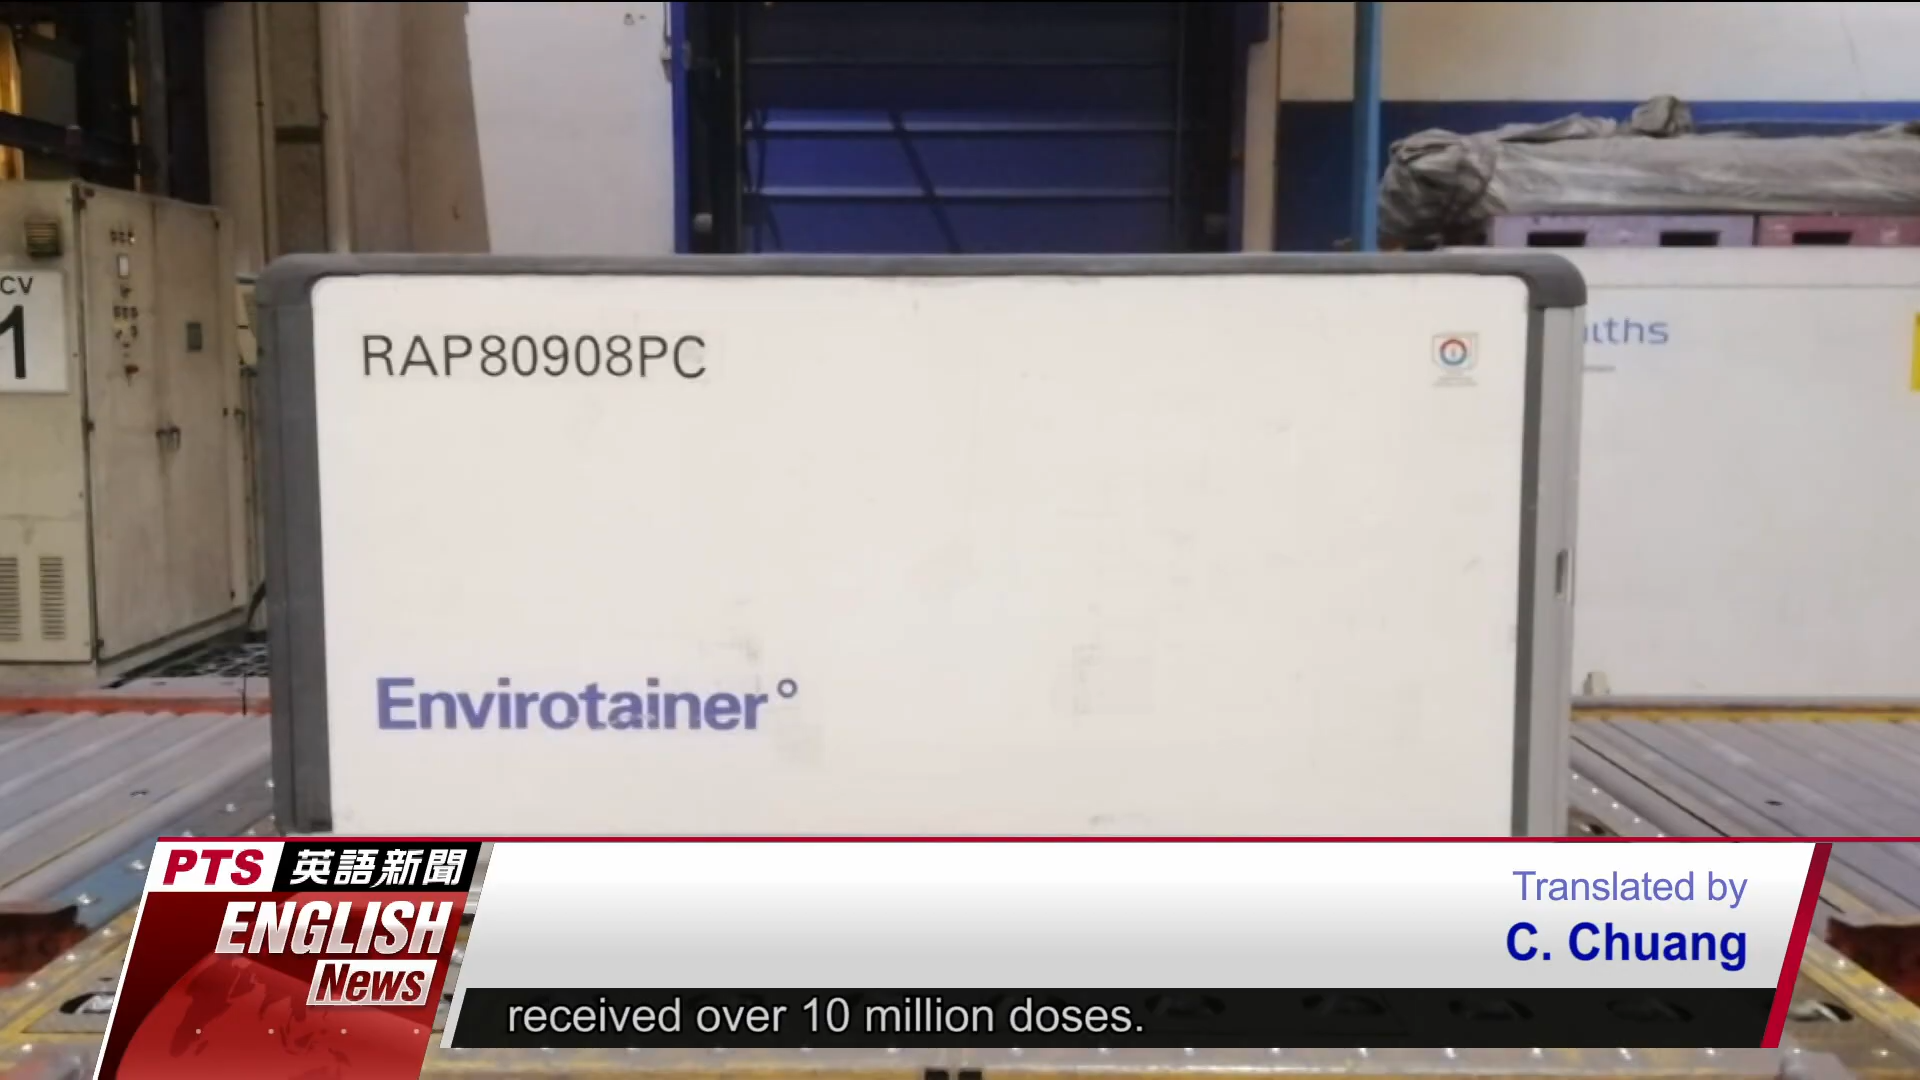 CV
1
RAP80908PC
Envirotainer°
PTS 英語新聞
ENGLISH
News
Translated by
C. Chuang
received over 10 million doses.